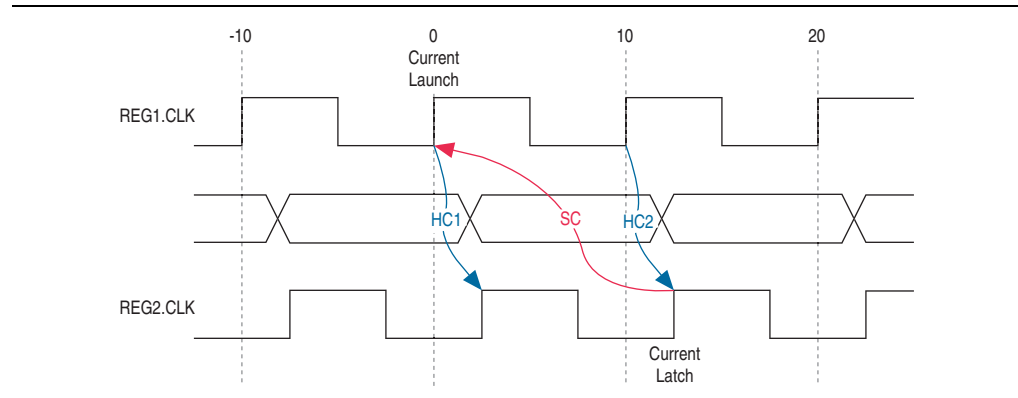 -10 0 10 20
Current
Launch
REG1.CLK
HC1 SC HC2
REG2.CLK
Current
Latch